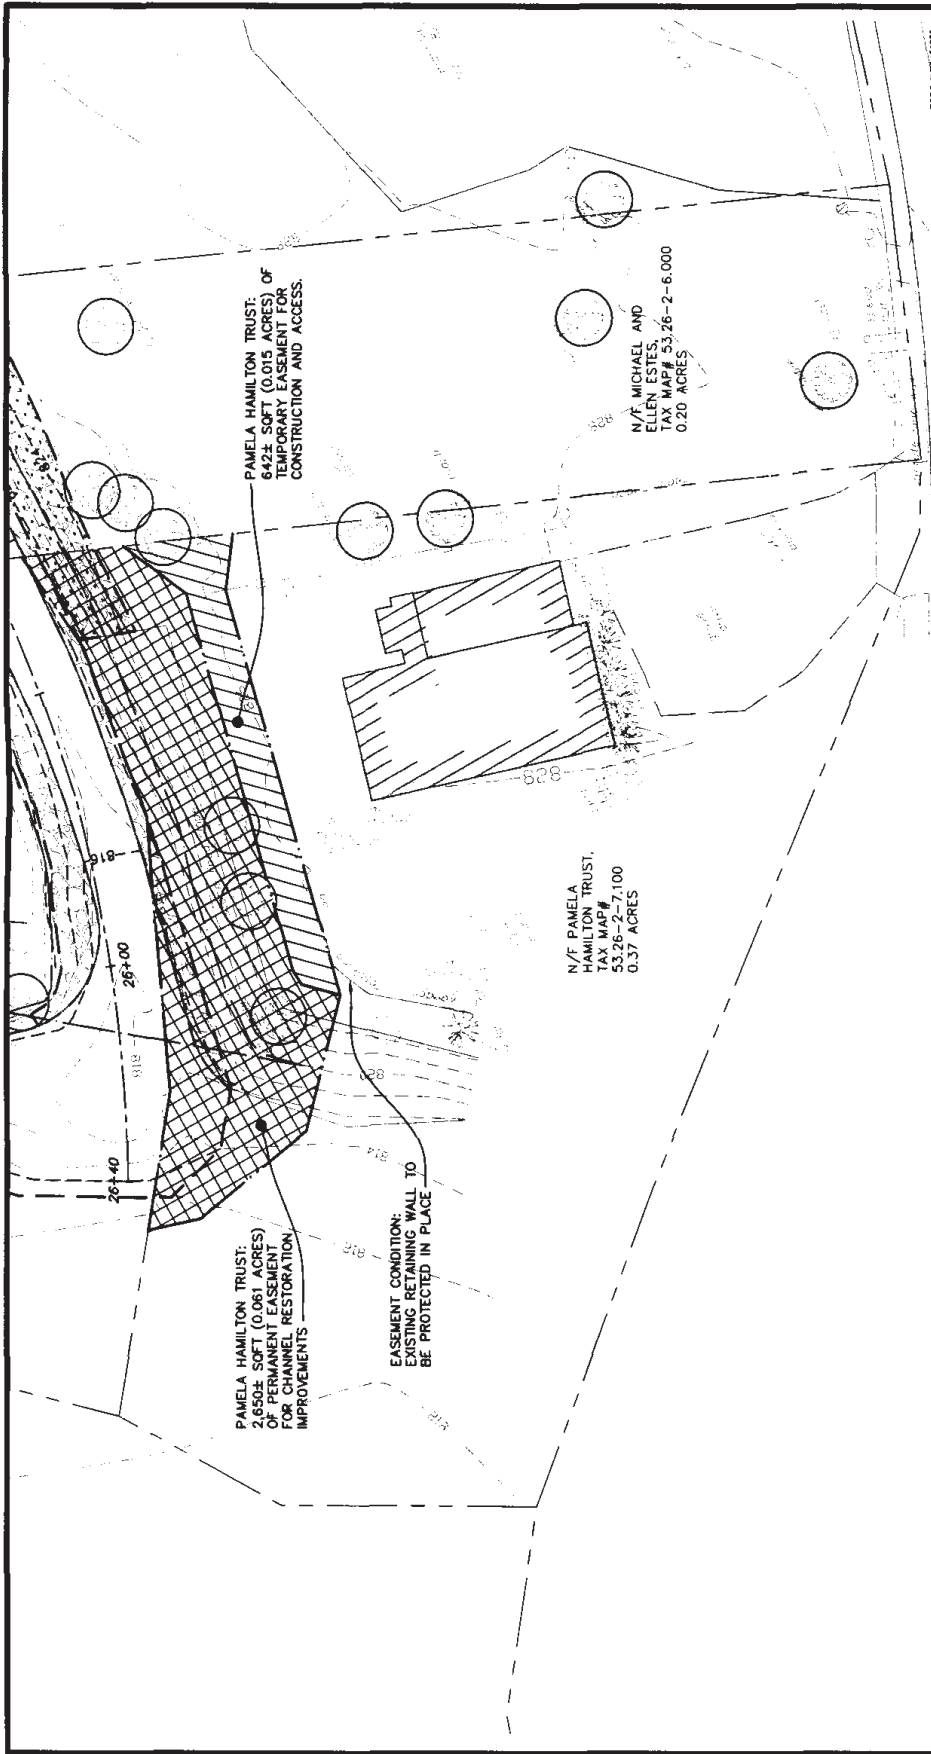 PAMELA HAMILTON TRUST:
2,650± SQFT (0.061 ACRES)
OF PERMANENT EASEMENT
FOR CHANNEL RESTORATION
IMPROVEMENTS
EASEMENT CONDITION:
EXISTING RETAINING WALL TO
BE PROTECTED IN PLACE
PAMELA HAMILTON TRUST:
642± SQFT (0.015 ACRES) OF
TEMPORARY EASEMENT FOR
CONSTRUCTION AND ACCESS.
N/F PAMELA
HAMILTON TRUST,
TAX MAP#
53.26-2-7.100
0.37 ACRES
N/F MICHAEL AND
ELLEN ESTES,
TAX MAP# 53.26-2-6.000
0.20 ACRES
26+40
26+00
816
818
820
814
816
828
828